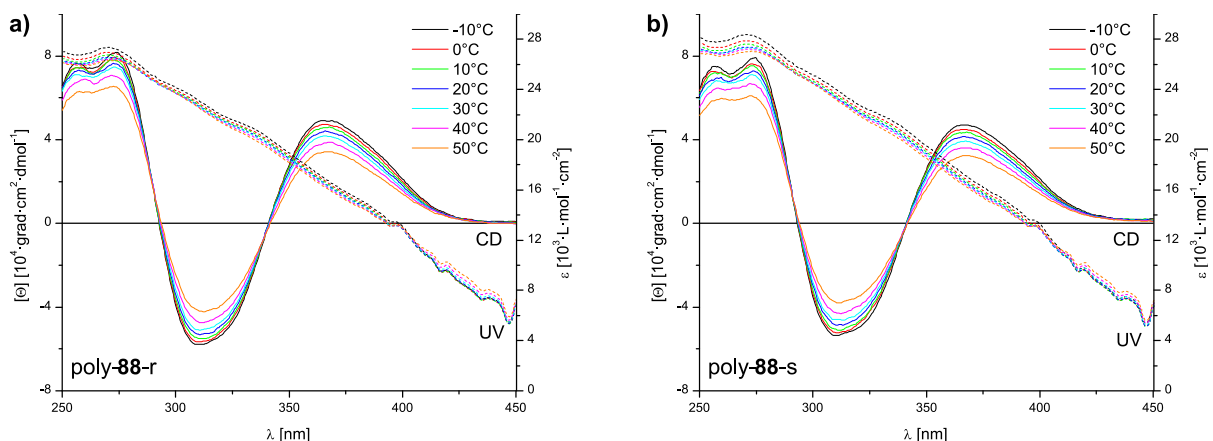 a)
-10°C
0°C
10°C
20°C
30°C
40°C
50°C
8
4
0
-4
-8
28
24
20
16
12
8
4
0
[Θ] [10⁴·grad·cm²·dmol⁻¹]
ε [10³·L·mol⁻¹·cm⁻²]
CD
UV
poly-88-r
250 300 350 400 450
λ [nm]
b)
-10°C
0°C
10°C
20°C
30°C
40°C
50°C
8
4
0
-4
-8
28
24
20
16
12
8
4
0
[Θ] [10⁴·grad·cm²·dmol⁻¹]
ε [10³·L·mol⁻¹·cm⁻²]
CD
UV
poly-88-s
250 300 350 400 450
λ [nm]